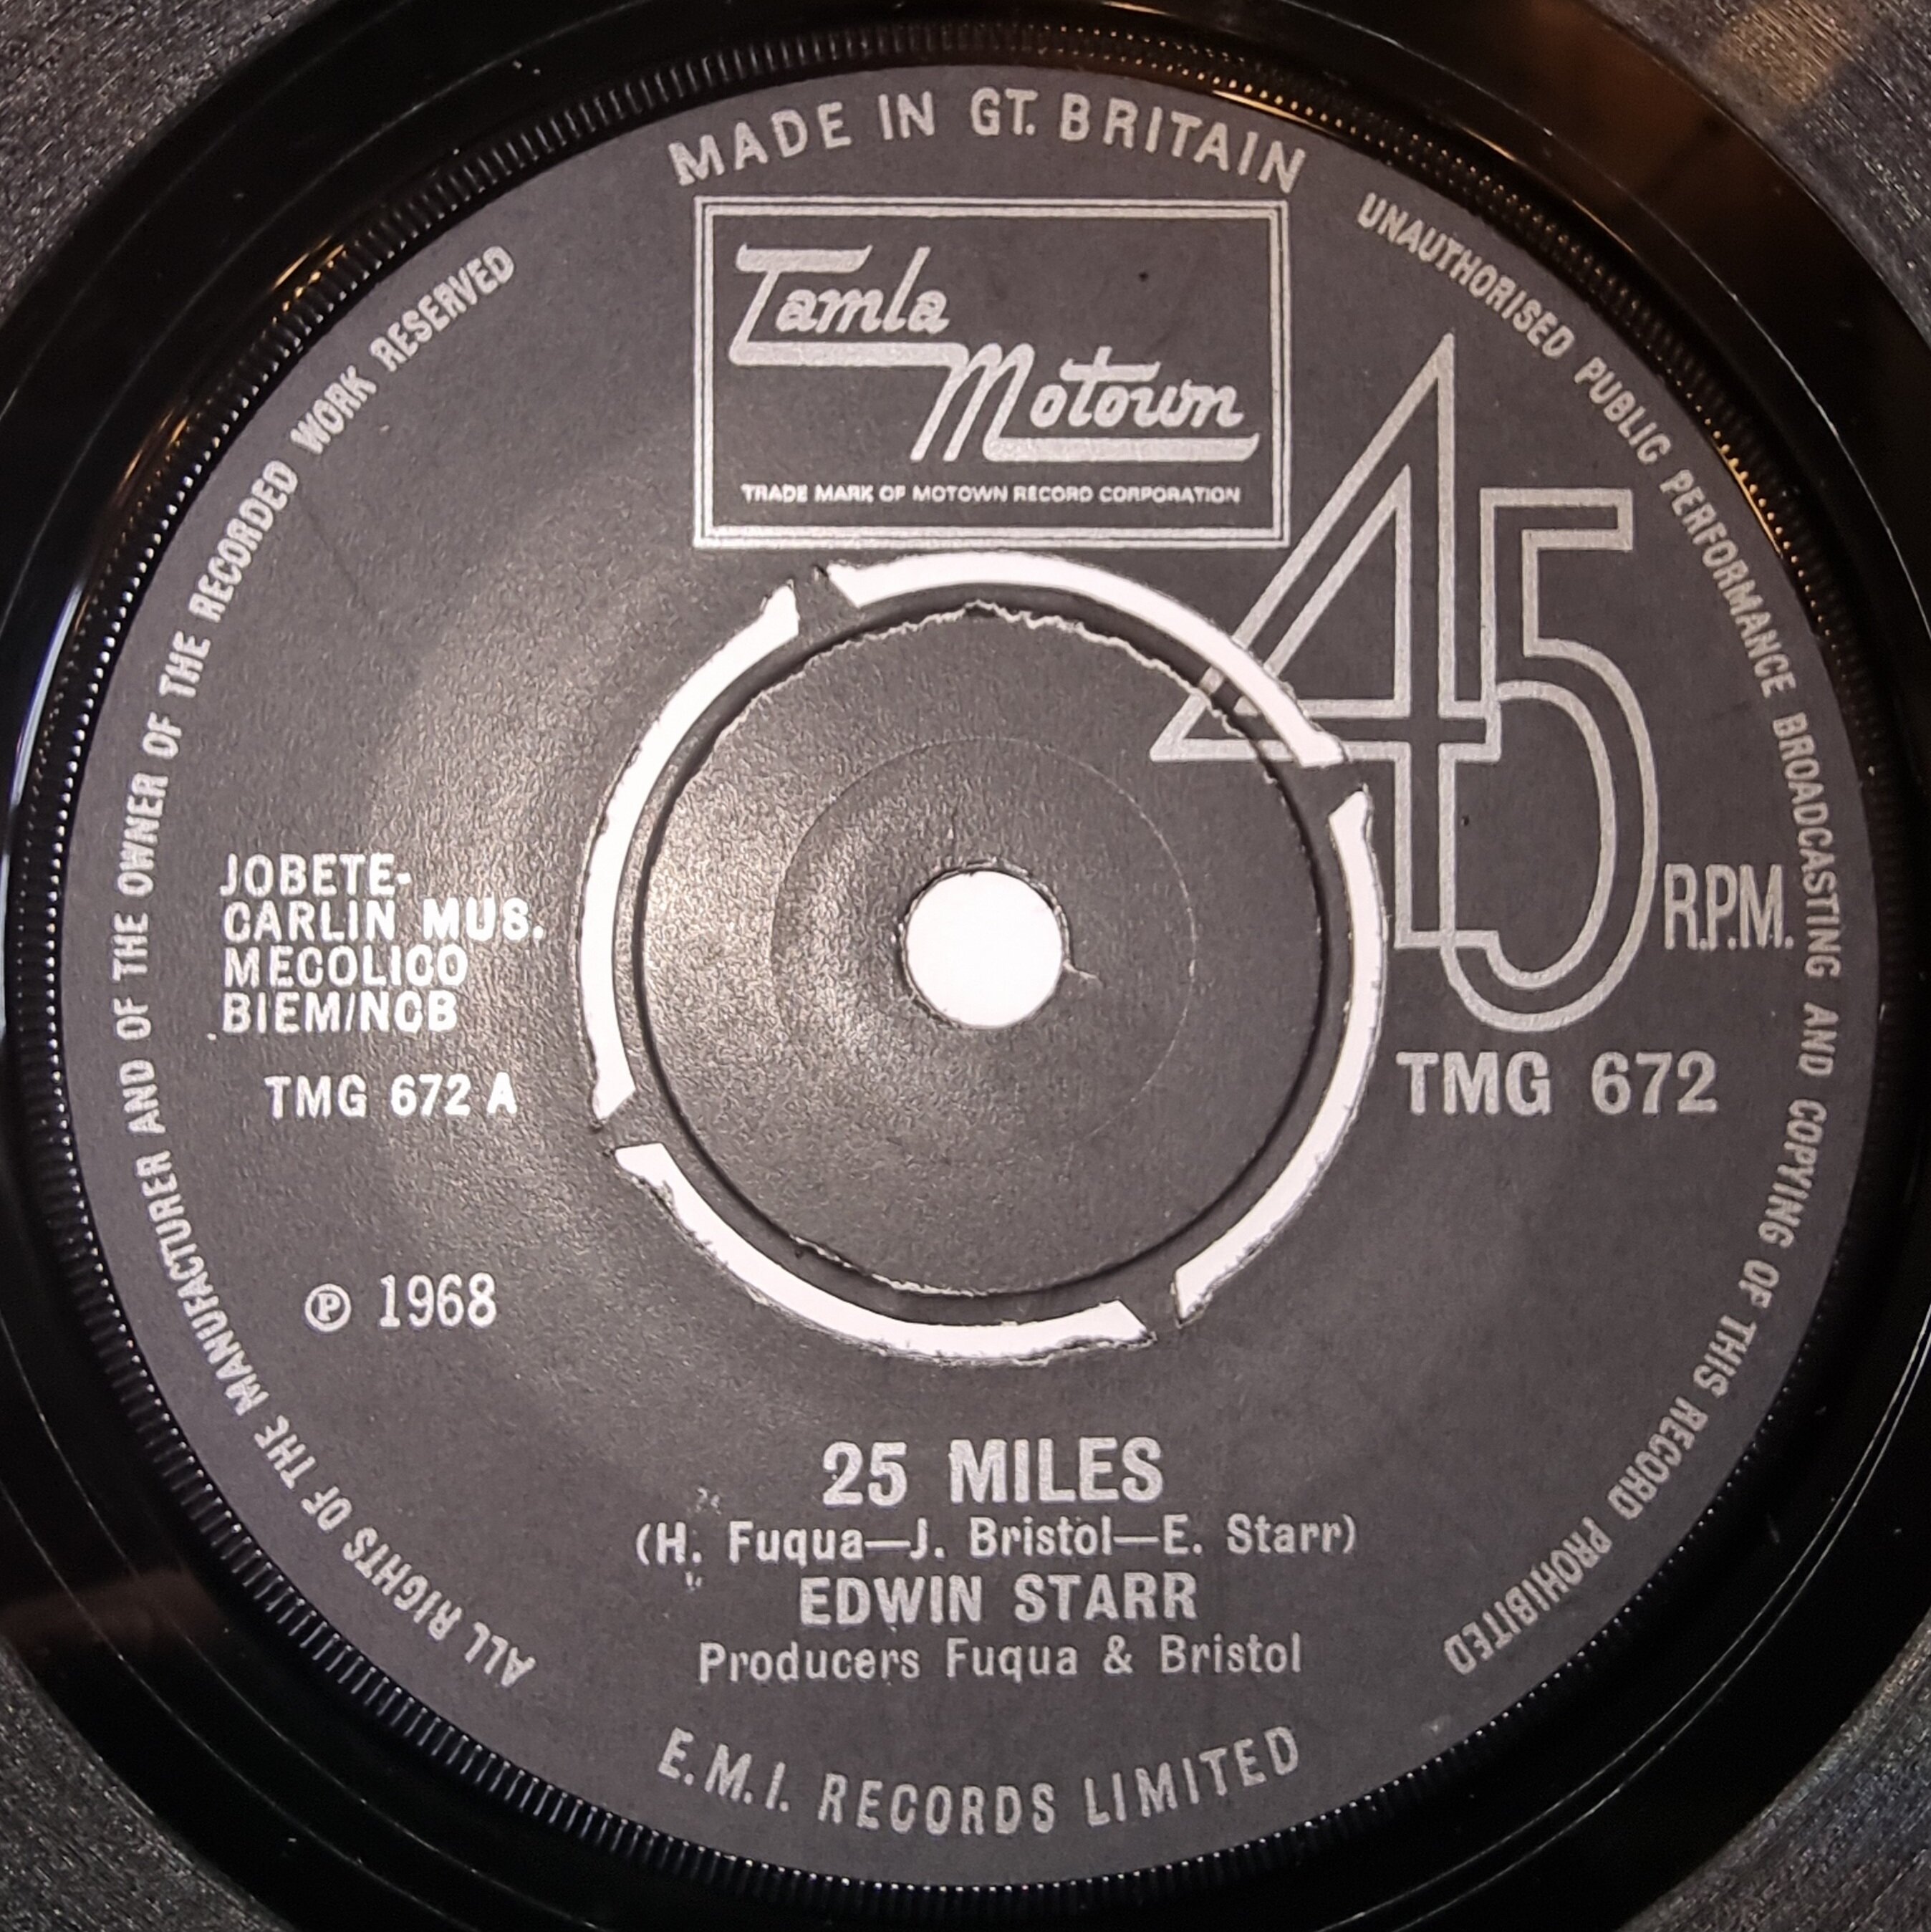 MADE IN GT. BRITAIN
Tamla
Motown
TRADE MARK OF MOTOWN RECORD CORPORATION
UNAUTHORISED PUBLIC PERFORMANCE BROADCASTING AND COPYING OF THIS RECORD PROHIBITED
ALL RIGHTS OF THE MANUFACTURER AND OF THE OWNER OF THE RECORDED WORK RESERVED
45
R.P.M.
TMG 672
JOBETE-
CARLIN MUS.
MECOLICO
BIEM/NCB
TMG 672 A
℗ 1968
25 MILES
(H. Fuqua—J. Bristol—E. Starr)
EDWIN STARR
Producers Fuqua & Bristol
E.M.I. RECORDS LIMITED